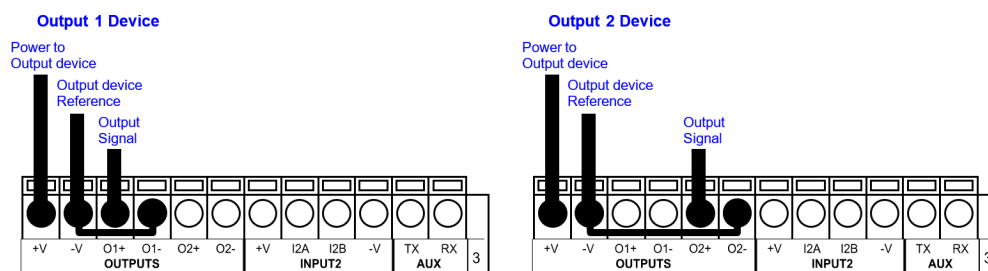 Output 1 Device
Power to
Output device
Output device
Reference
Output
Signal
+V -V O1+ O1- O2+ O2- +V I2A I2B -V TX RX
OUTPUTS INPUT2 AUX 3
Output 2 Device
Power to
Output device
Output device
Reference
Output
Signal
+V -V O1+ O1- O2+ O2- +V I2A I2B -V TX RX
OUTPUTS INPUT2 AUX 3